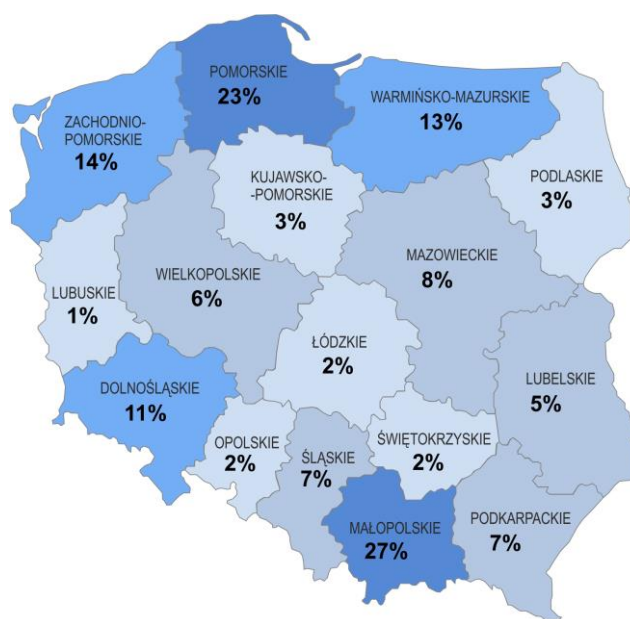 POMORSKIE
23%
WARMIŃSKO-MAZURSKIE
13%
ZACHODNIO-
POMORSKIE
14%
KUJAWSKO-
-POMORSKIE
3%
PODLASKIE
3%
MAZOWIECKIE
8%
WIELKOPOLSKIE
6%
LUBUSKIE
1%
ŁÓDZKIE
2%
LUBELSKIE
5%
DOLNOŚLĄSKIE
11%
OPOLSKIE
2%
ŚLĄSKIE
7%
ŚWIĘTOKRZYSKIE
2%
MAŁOPOLSKIE
27%
PODKARPACKIE
7%